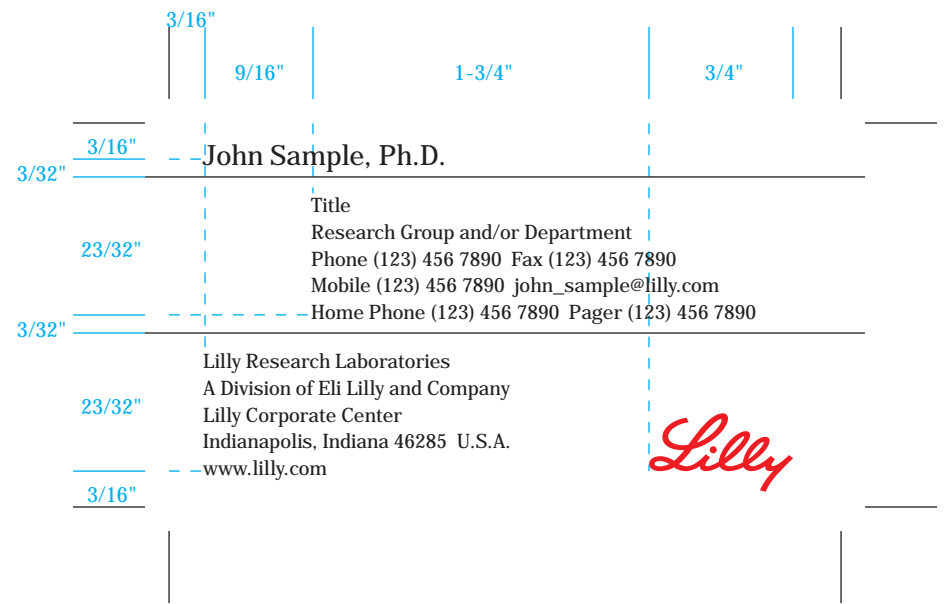 3/16"
9/16"
1-3/4"
3/4"
3/16"
John Sample, Ph.D.
3/32"
Title
Research Group and/or Department
23/32"
Phone (123) 456 7890  Fax (123) 456 7890
Mobile (123) 456 7890  john_sample@lilly.com
Home Phone (123) 456 7890  Pager (123) 456 7890
3/32"
Lilly Research Laboratories
A Division of Eli Lilly and Company
23/32"
Lilly Corporate Center
Indianapolis, Indiana 46285  U.S.A.
Lilly
www.lilly.com
3/16"